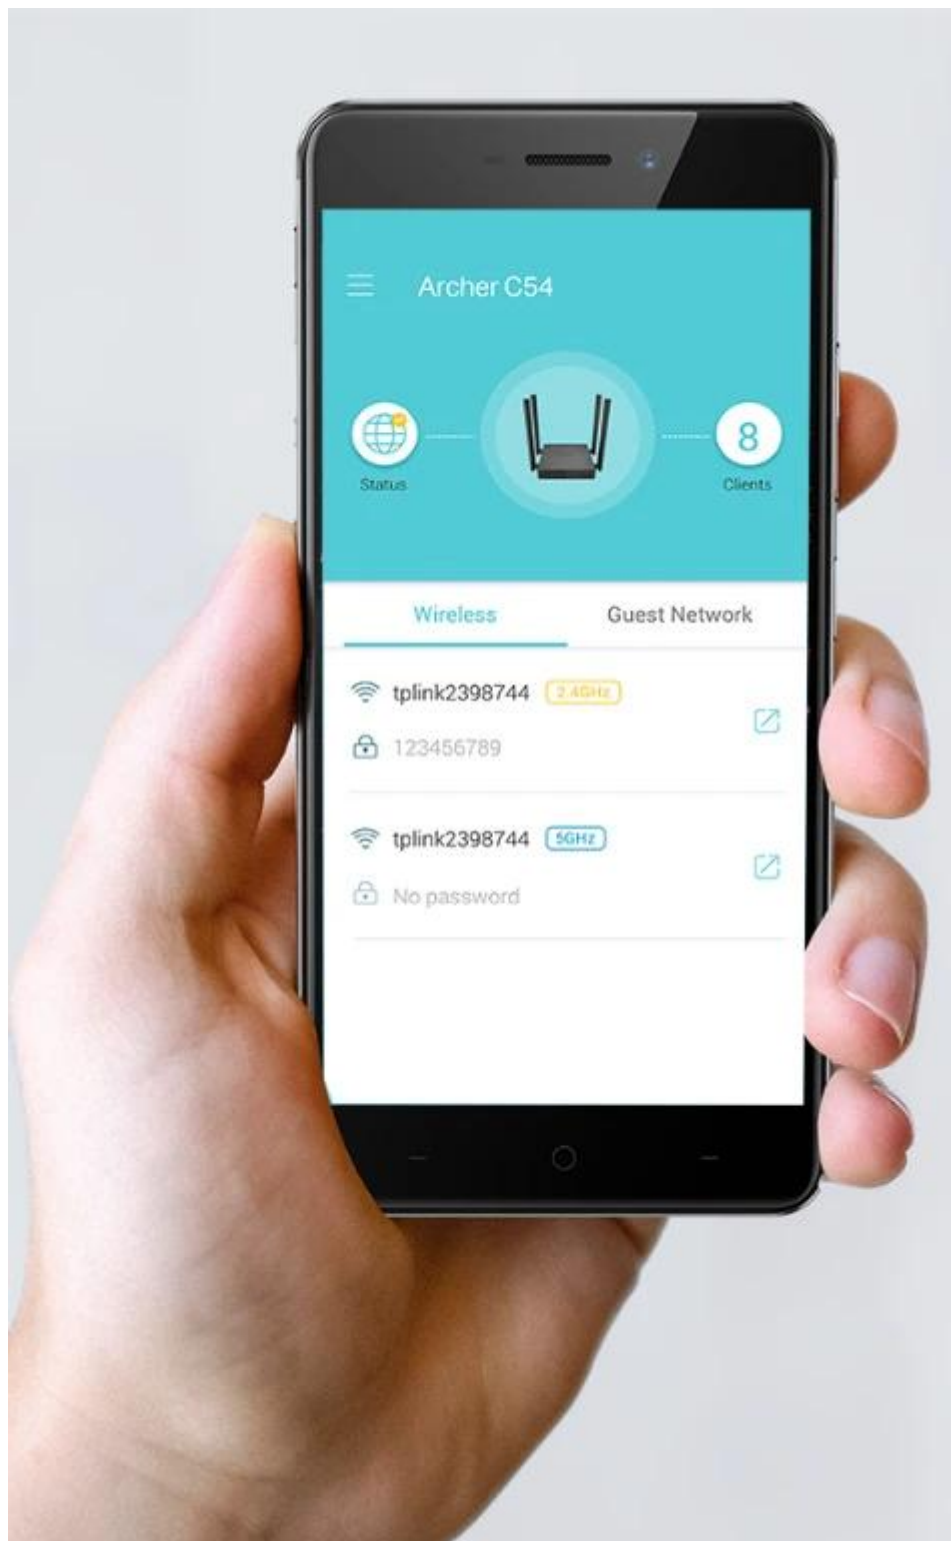 Archer C54
8
Status
Clients
Wireless
Guest Network
tplink2398744 2.4GHz
123456789
tplink2398744 5GHz
No password